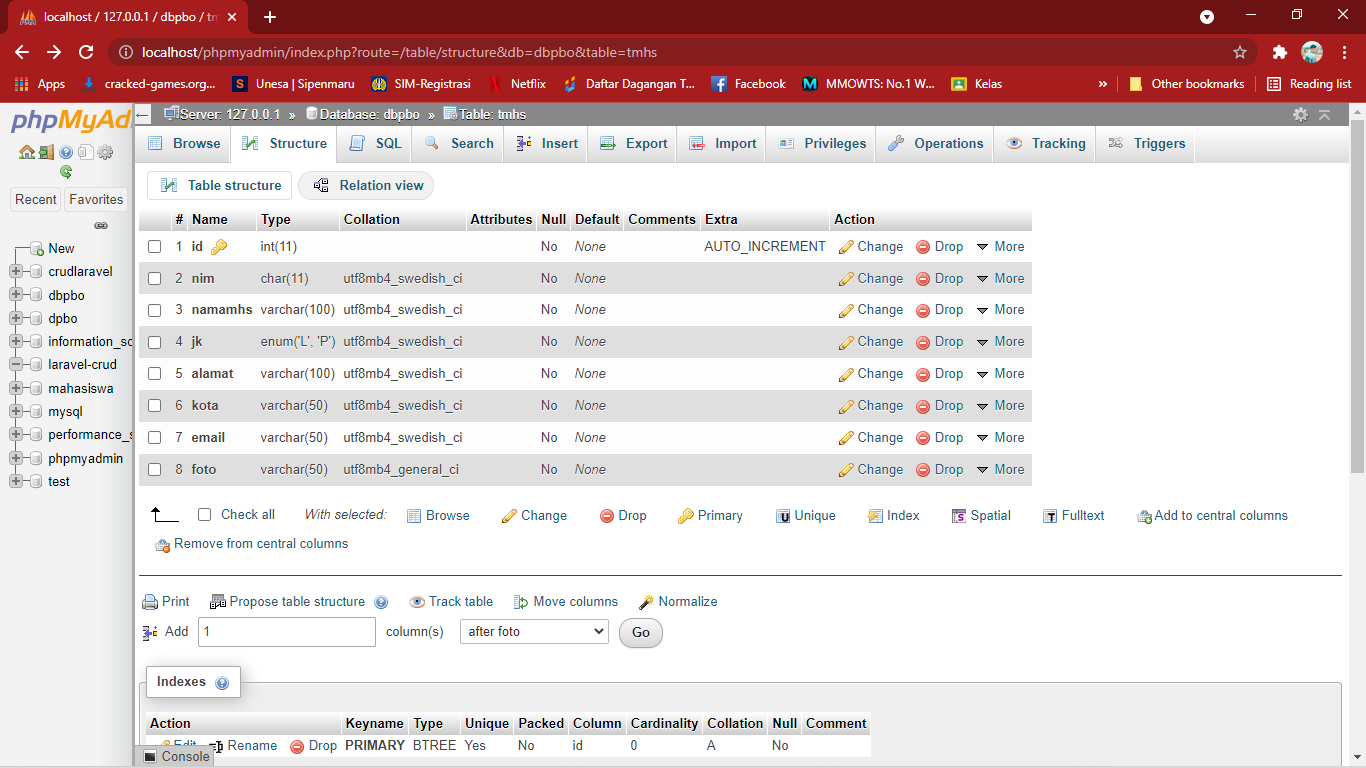 localhost / 127.0.0.1 / dbpbo / tm
localhost/phpmyadmin/index.php?route=/table/structure&db=dbpbo&table=tmhs
Apps cracked-games.org... Unesa | Sipenmaru SIM-Registrasi Netflix Daftar Dagangan T... Facebook MMOWTS: No.1 W... Kelas » Other bookmarks Reading list
phpMyAd
Recent Favorites
New
crudlaravel
dbpbo
dpbo
information_sc
laravel-crud
mahasiswa
mysql
performance_s
phpmyadmin
test
Server: 127.0.0.1 » Database: dbpbo » Table: tmhs
Browse Structure SQL Search Insert Export Import Privileges Operations Tracking Triggers
Table structure Relation view
# Name Type Collation Attributes Null Default Comments Extra Action
1 id int(11) No None AUTO_INCREMENT Change Drop More
2 nim char(11) utf8mb4_swedish_ci No None Change Drop More
3 namamhs varchar(100) utf8mb4_swedish_ci No None Change Drop More
4 jk enum('L', 'P') utf8mb4_swedish_ci No None Change Drop More
5 alamat varchar(100) utf8mb4_swedish_ci No None Change Drop More
6 kota varchar(50) utf8mb4_swedish_ci No None Change Drop More
7 email varchar(50) utf8mb4_swedish_ci No None Change Drop More
8 foto varchar(50) utf8mb4_general_ci No None Change Drop More
Check all With selected: Browse Change Drop Primary Unique Index Spatial Fulltext Add to central columns
Remove from central columns
Print Propose table structure Track table Move columns Normalize
Add 1 column(s) after foto Go
Indexes
Action Keyname Type Unique Packed Column Cardinality Collation Null Comment
Edit Rename Drop PRIMARY BTREE Yes No id 0 A No
Console